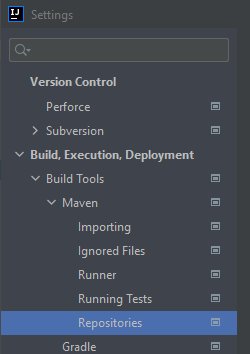 IJ
Settings
Version Control
Perforce
Subversion
Build, Execution, Deployment
Build Tools
Maven
Importing
Ignored Files
Runner
Running Tests
Repositories
Gradle